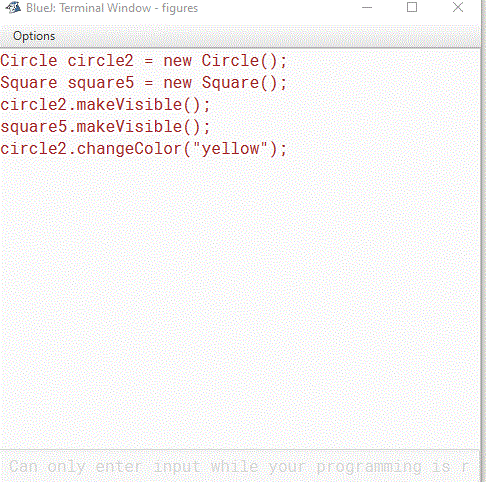 BlueJ: Terminal Window - figures
Options
Circle circle2 = new Circle();
Square square5 = new Square();
circle2.makeVisible();
square5.makeVisible();
circle2.changeColor("yellow");
Can only enter input while your programming is r